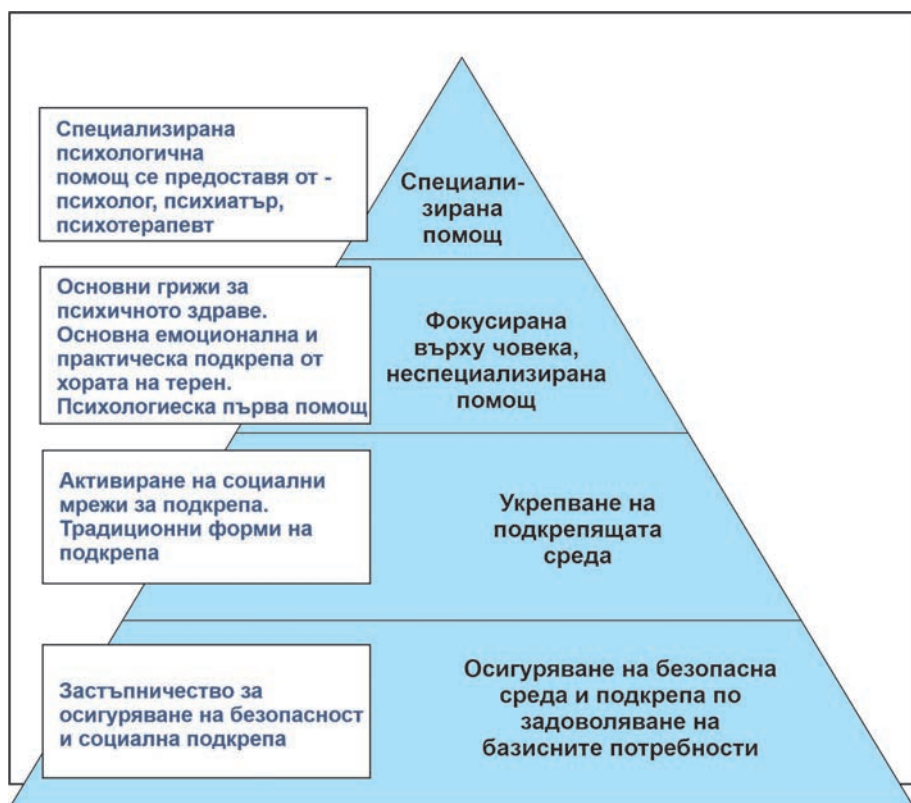 Специализирана
психологична
помощ се предоставя от -
психолог, психиатър,
психотерапевт
Специали-
зирана
помощ
Основни грижи за
психичното здраве.
Основна емоционална и
практическа подкрепа от
хората на терен.
Психологиеска първа помощ
Фокусирана
върху човека,
неспециализирана
помощ
Активиране на социални
мрежи за подкрепа.
Традиционни форми на
подкрепа
Укрепване на
подкрепящата
среда
Застъпничество за
осигуряване на безопасност
и социална подкрепа
Осигуряване на безопасна
среда и подкрепа по
задоволяване на
базисните потребности